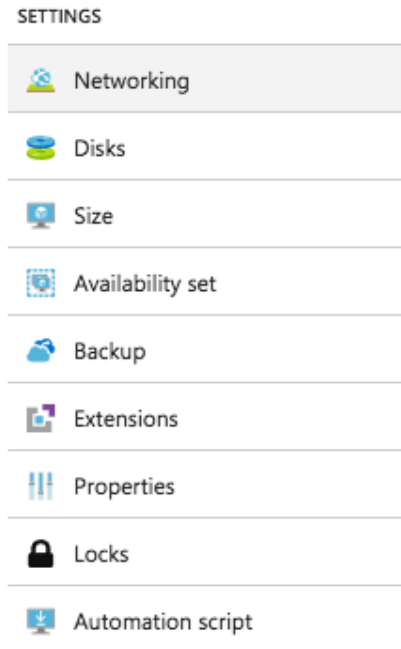 SETTINGS
Networking
Disks
Size
Availability set
Backup
Extensions
Properties
Locks
Automation script